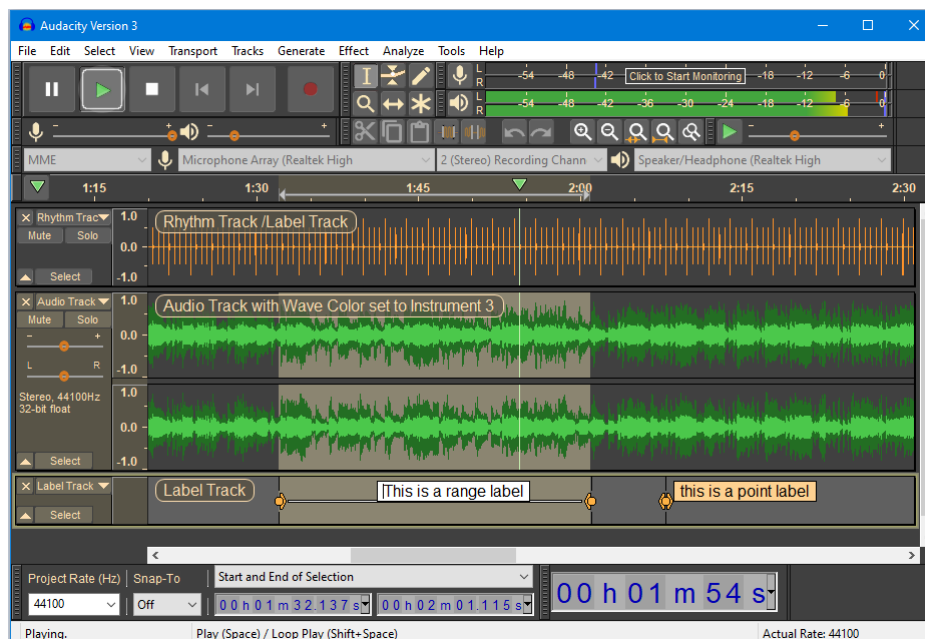 Audacity Version 3
File Edit Select View Transport Tracks Generate Effect Analyze Tools Help
L
R
-54 -48 -42 Click to Start Monitoring -18 -12 -6 0
L
R
-54 -48 -42 -36 -30 -24 -18 -12 -6 0
- + - +
- +
MME Microphone Array (Realtek High 2 (Stereo) Recording Chann Speaker/Headphone (Realtek High
1:15 1:30 1:45 2:00 2:15 2:30
Rhythm Trac 1.0 Rhythm Track /Label Track
Mute Solo
0.0
Select -1.0
Audio Track 1.0 Audio Track with Wave Color set to Instrument 3
Mute Solo
- + 0.0
L R -1.0
Stereo, 44100Hz 1.0
32-bit float
0.0
Select -1.0
Label Track Label Track This is a range label this is a point label
Select
Project Rate (Hz) Snap-To Start and End of Selection
44100 Off 00 h 01 m 32.137 s 00 h 02 m 01.115 s 00 h 01 m 54 s
Playing. Play (Space) / Loop Play (Shift+Space) Actual Rate: 44100